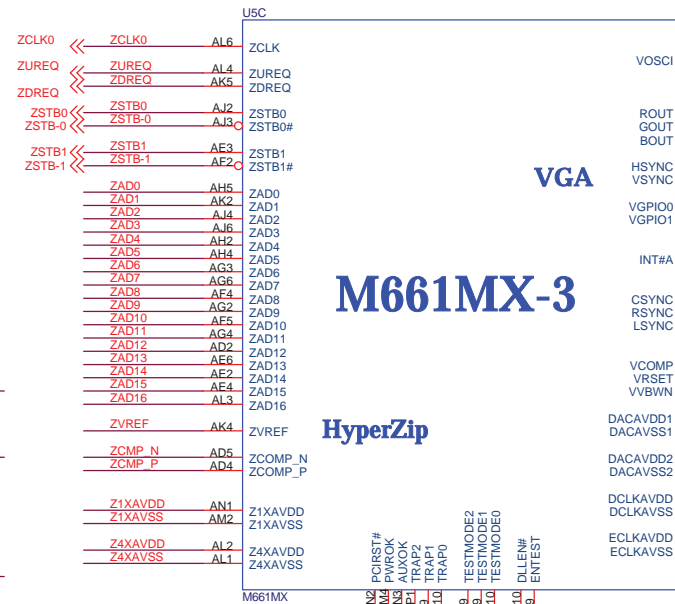 U5C
ZCLK0 ZCLK0 AL6 ZCLK
VOSCI
ZUREQ ZUREQ AL4 ZUREQ
ZDREQ ZDREQ AK5 ZDREQ
ZSTB0 ZSTB0 AJ2 ZSTB0 ROUT
ZSTB-0 ZSTB-0 AJ3 ZSTB0# GOUT
BOUT
ZSTB1 ZSTB1 AE3 ZSTB1
ZSTB-1 ZSTB-1 AF2 ZSTB1# HSYNC
VGA VSYNC
ZAD0 AH5 ZAD0
ZAD1 AK2 ZAD1 VGPIO0
ZAD2 AJ4 ZAD2 VGPIO1
ZAD3 AJ6 ZAD3
ZAD4 AH2 ZAD4
ZAD5 AH4 ZAD5 INT#A
ZAD6 AG3 ZAD6
ZAD7 AG6 ZAD7
M661MX-3
ZAD8 AF4 ZAD8 CSYNC
ZAD9 AG2 ZAD9 RSYNC
ZAD10 AF5 ZAD10 LSYNC
ZAD11 AG4 ZAD11
ZAD12 AD2 ZAD12
ZAD13 AE6 ZAD13 VCOMP
ZAD14 AE2 ZAD14 VRSET
ZAD15 AE4 ZAD15 VVBWN
ZAD16 AL3 ZAD16
DACAVDD1
ZVREF AK4 ZVREF HyperZip DACAVSS1
ZCMP_N AD5 ZCOMP_N DACAVDD2
ZCMP_P AD4 ZCOMP_P DACAVSS2
DCLKAVDD
Z1XAVDD AN1 Z1XAVDD DCLKAVSS
Z1XAVSS AM2 Z1XAVSS
ECLKAVDD
Z4XAVDD AL2 Z4XAVDD ECLKAVSS
Z4XAVSS AL1 Z4XAVSS
PCIRST#
PWROK
AUXOK
TRAP2
TRAP1
TRAP0
TESTMODE2
TESTMODE1
TESTMODE0
DLLEN#
ENTEST
M661MX